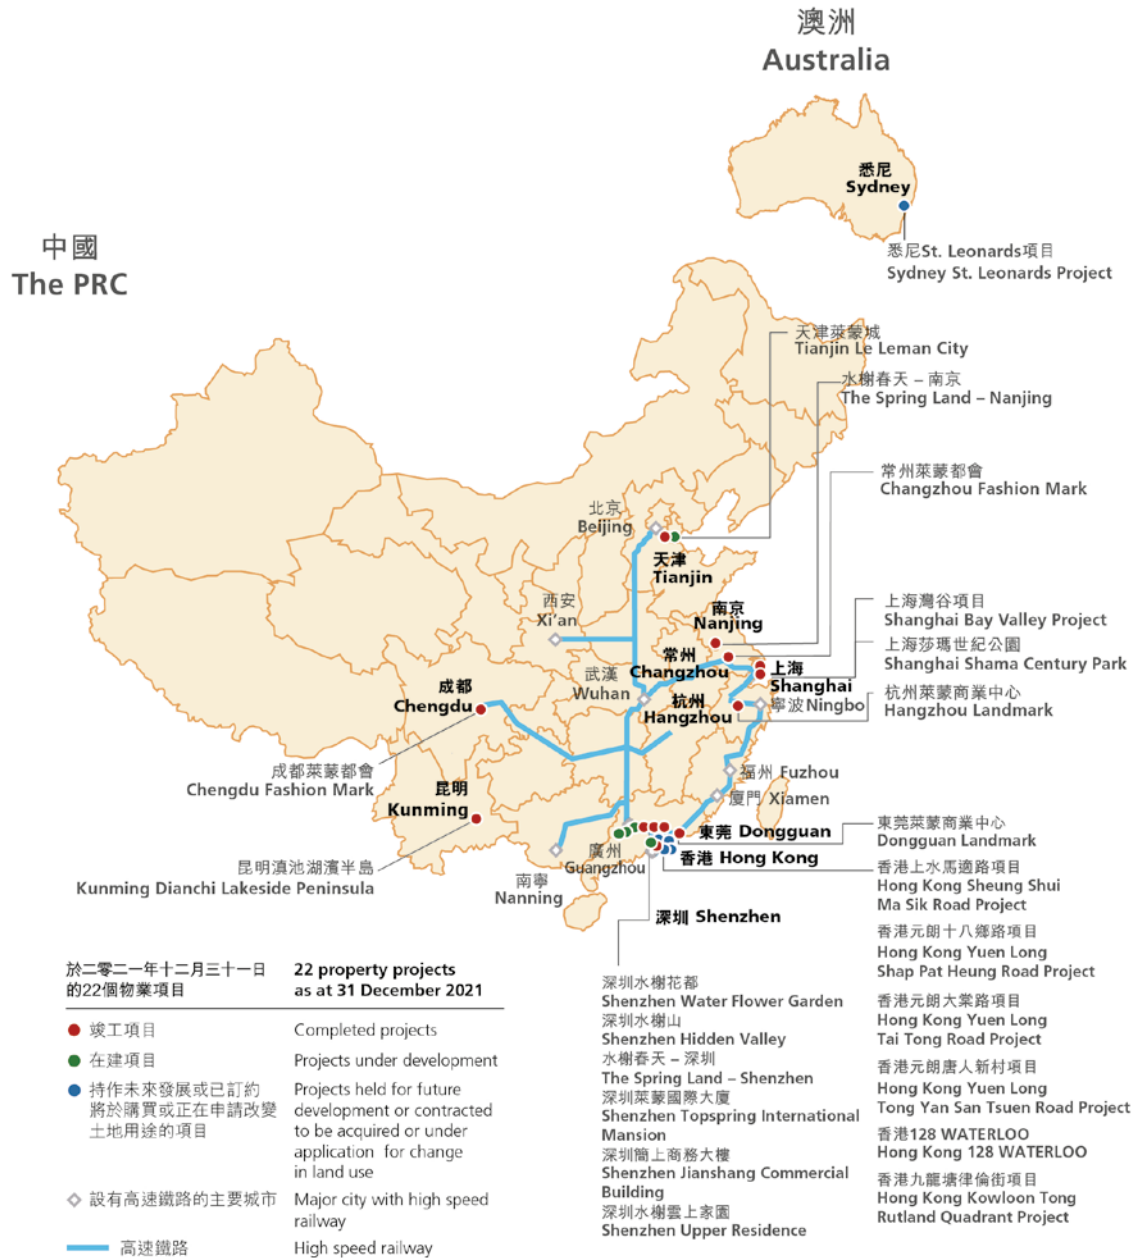 澳洲
Australia
悉尼
Sydney
悉尼St. Leonards項目
Sydney St. Leonards Project
中國
The PRC
天津萊蒙城
Tianjin Le Leman City
水榭春天 – 南京
The Spring Land – Nanjing
常州萊蒙都會
Changzhou Fashion Mark
北京
Beijing
天津
Tianjin
西安
Xi'an
南京
Nanjing
上海灣谷項目
Shanghai Bay Valley Project
上海莎瑪世紀公園
Shanghai Shama Century Park
常州
Changzhou
上海
Shanghai
武漢
Wuhan
成都
Chengdu
杭州
Hangzhou
寧波Ningbo
杭州萊蒙商業中心
Hangzhou Landmark
成都萊蒙都會
Chengdu Fashion Mark
福州 Fuzhou
昆明
Kunming
廈門 Xiamen
東莞 Dongguan
東莞萊蒙商業中心
Dongguan Landmark
廣州
Guangzhou
香港 Hong Kong
昆明滇池湖濱半島
Kunming Dianchi Lakeside Peninsula
南寧
Nanning
香港上水馬適路項目
Hong Kong Sheung Shui
Ma Sik Road Project
深圳 Shenzhen
香港元朗十八鄉路項目
Hong Kong Yuen Long
Shap Pat Heung Road Project
香港元朗大棠路項目
Hong Kong Yuen Long
Tai Tong Road Project
香港元朗唐人新村項目
Hong Kong Yuen Long
Tong Yan San Tsuen Road Project
香港128 WATERLOO
Hong Kong 128 WATERLOO
香港九龍塘律倫街項目
Hong Kong Kowloon Tong
Rutland Quadrant Project
深圳水榭花都
Shenzhen Water Flower Garden
深圳水榭山
Shenzhen Hidden Valley
水榭春天 – 深圳
The Spring Land – Shenzhen
深圳萊蒙國際大廈
Shenzhen Topspring International
Mansion
深圳簡上商務大樓
Shenzhen Jianshang Commercial
Building
深圳水榭雲上家園
Shenzhen Upper Residence
於二零二一年十二月三十一日
的22個物業項目
22 property projects
as at 31 December 2021
竣工項目
Completed projects
在建項目
Projects under development
持作未來發展或已訂約
將於購買或正在申請改變
土地用途的項目
Projects held for future
development or contracted
to be acquired or under
application for change
in land use
設有高速鐵路的主要城市
Major city with high speed
railway
高速鐵路
High speed railway